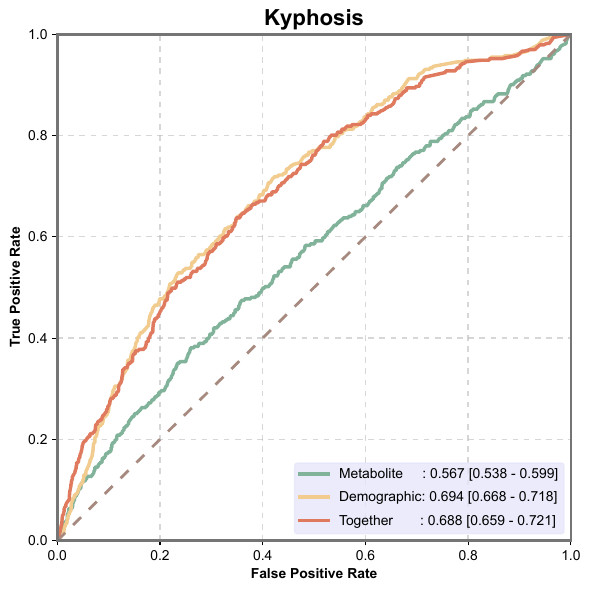 Kyphosis
True Positive Rate
1.0
0.8
0.6
0.4
0.2
0.0
0.0 0.2 0.4 0.6 0.8 1.0
False Positive Rate
Metabolite : 0.567 [0.538 - 0.599]
Demographic: 0.694 [0.668 - 0.718]
Together : 0.688 [0.659 - 0.721]